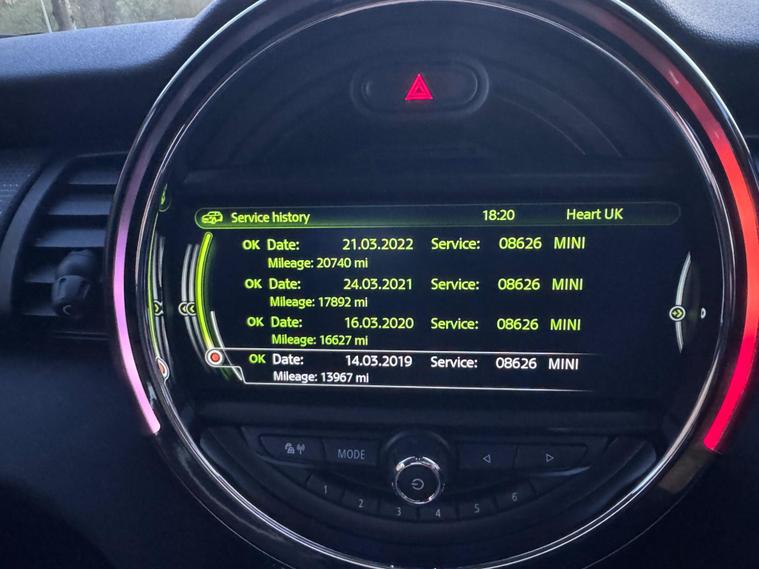 Service history 18:20 Heart UK
OK Date: 21.03.2022 Service: 08626 MINI
Mileage: 20740 mi
OK Date: 24.03.2021 Service: 08626 MINI
Mileage: 17892 mi
OK Date: 16.03.2020 Service: 08626 MINI
Mileage: 16627 mi
OK Date: 14.03.2019 Service: 08626 MINI
Mileage: 13967 mi
MODE
1 2 3 4 5 6